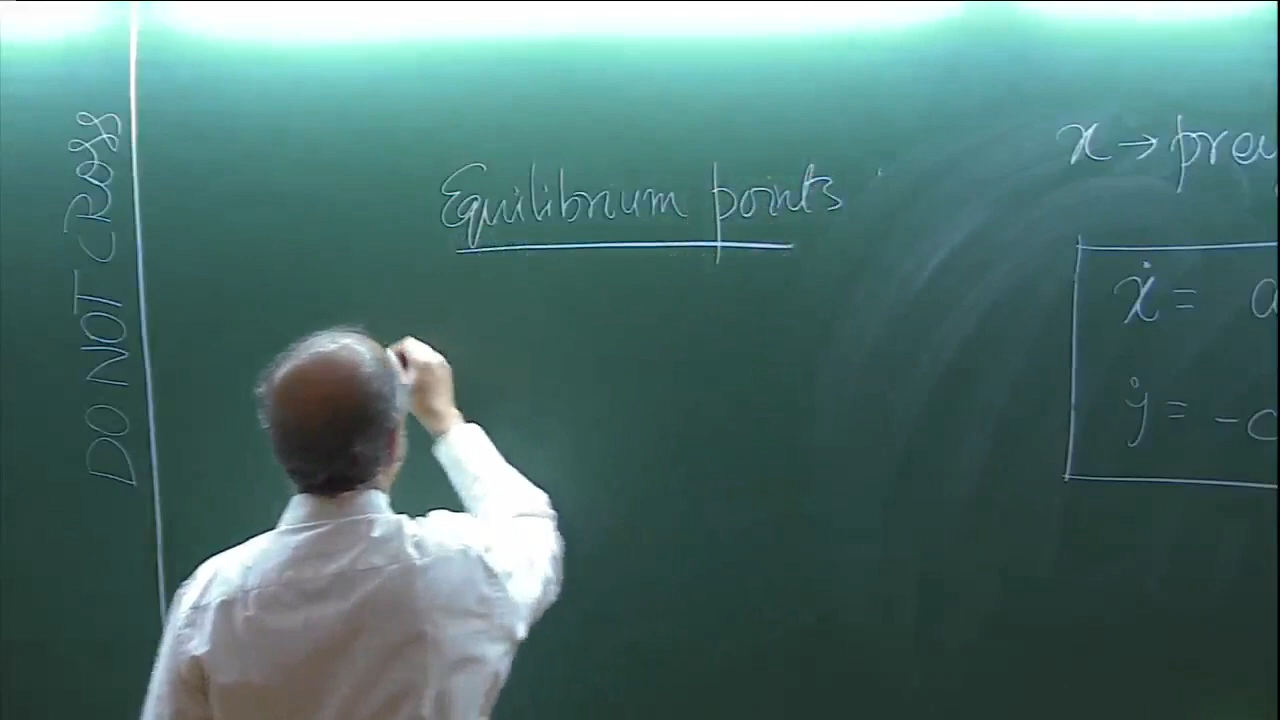 DO NOT CROSS
Equilibrium points
x → prey
ẋ = a
ẏ = -c